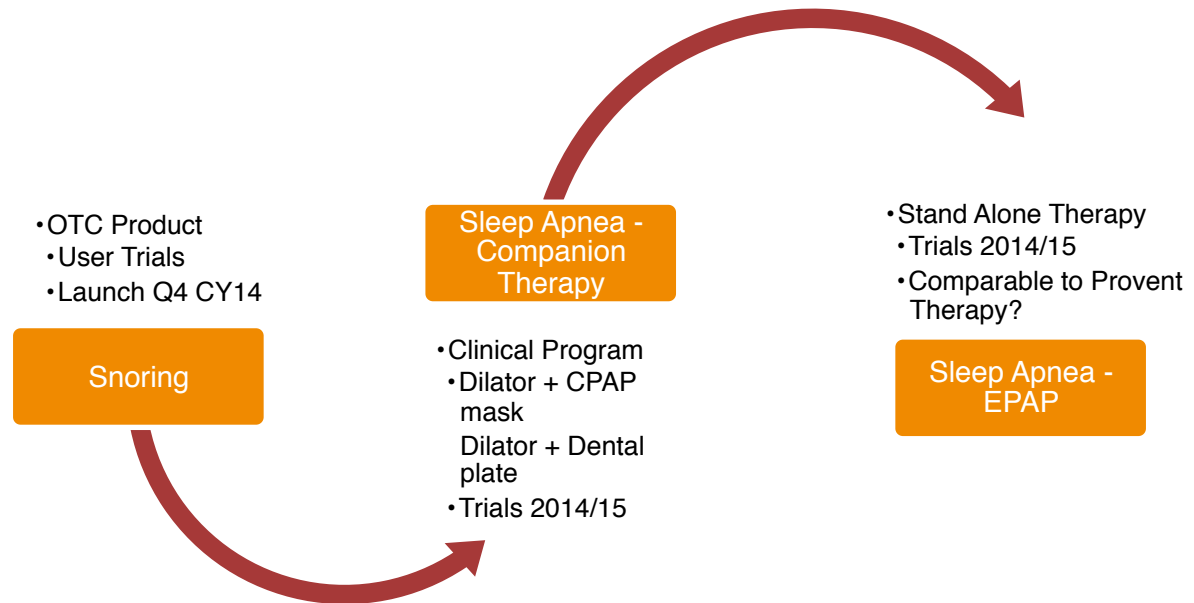 •OTC Product
•User Trials
•Launch Q4 CY14
Snoring
Sleep Apnea -
Companion
Therapy
•Clinical Program
•Dilator + CPAP
mask
Dilator + Dental
plate
•Trials 2014/15
•Stand Alone Therapy
•Trials 2014/15
•Comparable to Provent
Therapy?
Sleep Apnea -
EPAP